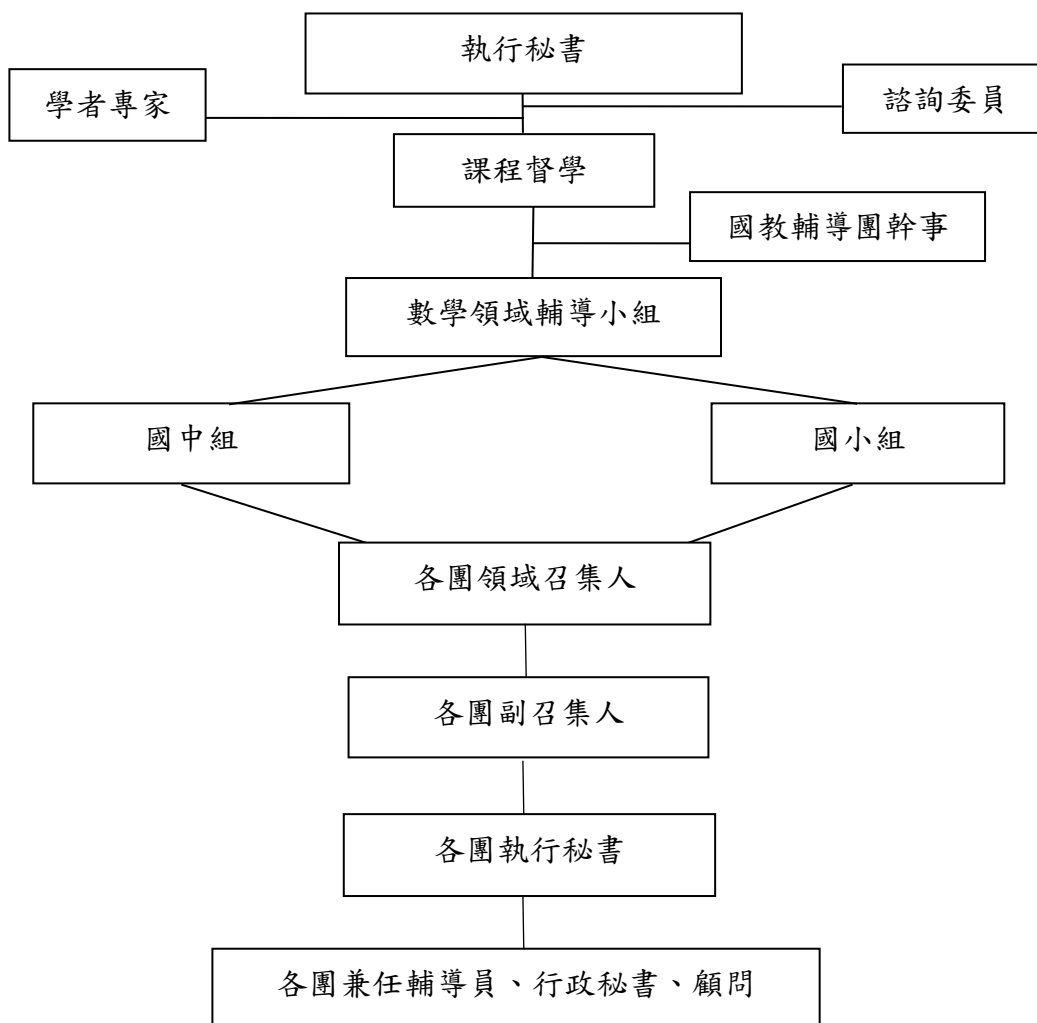 執行秘書
學者專家
諮詢委員
課程督學
國教輔導團幹事
數學領域輔導小組
國中組
國小組
各團領域召集人
各團副召集人
各團執行秘書
各團兼任輔導員、行政秘書、顧問